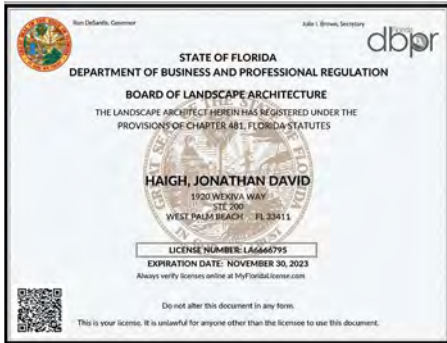 Ron DeSantis, Governor
Julie I. Brown, Secretary
Florida
dbpr
STATE OF FLORIDA
DEPARTMENT OF BUSINESS AND PROFESSIONAL REGULATION
BOARD OF LANDSCAPE ARCHITECTURE
THE LANDSCAPE ARCHITECT HEREIN HAS REGISTERED UNDER THE
PROVISIONS OF CHAPTER 481, FLORIDA STATUTES
HAIGH, JONATHAN DAVID
1920 WEKIVA WAY
STE 200
WEST PALM BEACH FL 33411
LICENSE NUMBER: LA6666795
EXPIRATION DATE: NOVEMBER 30, 2023
Always verify licenses online at MyFloridaLicense.com
Do not alter this document in any form.
This is your license. It is unlawful for anyone other than the licensee to use this document.